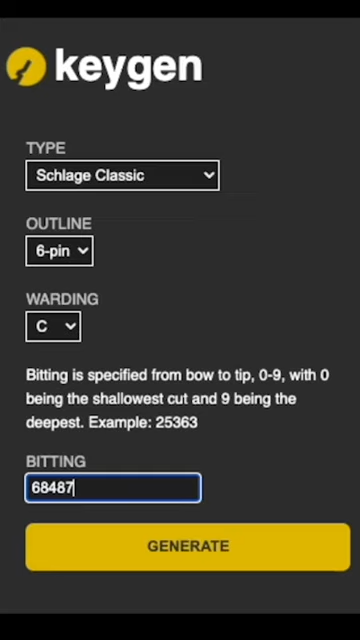 keygen
TYPE
Schlage Classic
OUTLINE
6-pin
WARDING
C
Bitting is specified from bow to tip, 0-9, with 0
being the shallowest cut and 9 being the
deepest. Example: 25363
BITTING
68487
GENERATE